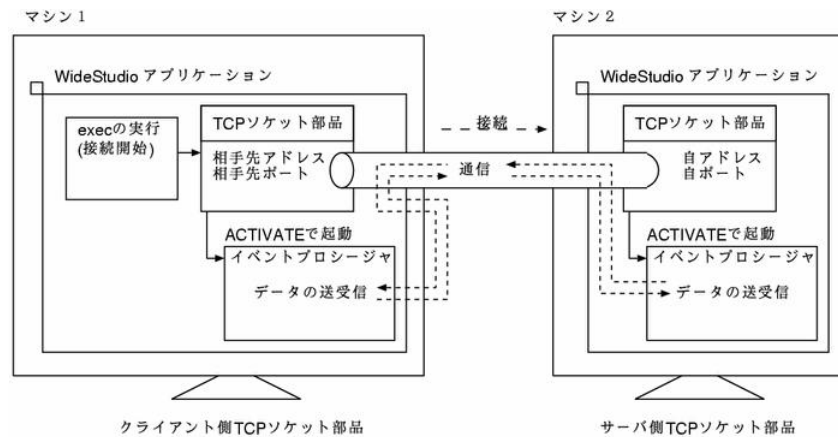 マシン1
マシン2
WideStudio アプリケーション
WideStudio アプリケーション
execの実行
(接続開始)
TCPソケット部品
相手先アドレス
相手先ポート
接続
通信
TCPソケット部品
自アドレス
自ポート
ACTIVATEで起動
イベントプロシージャ
データの送受信
ACTIVATEで起動
イベントプロシージャ
データの送受信
クライアント側TCPソケット部品
サーバ側TCPソケット部品